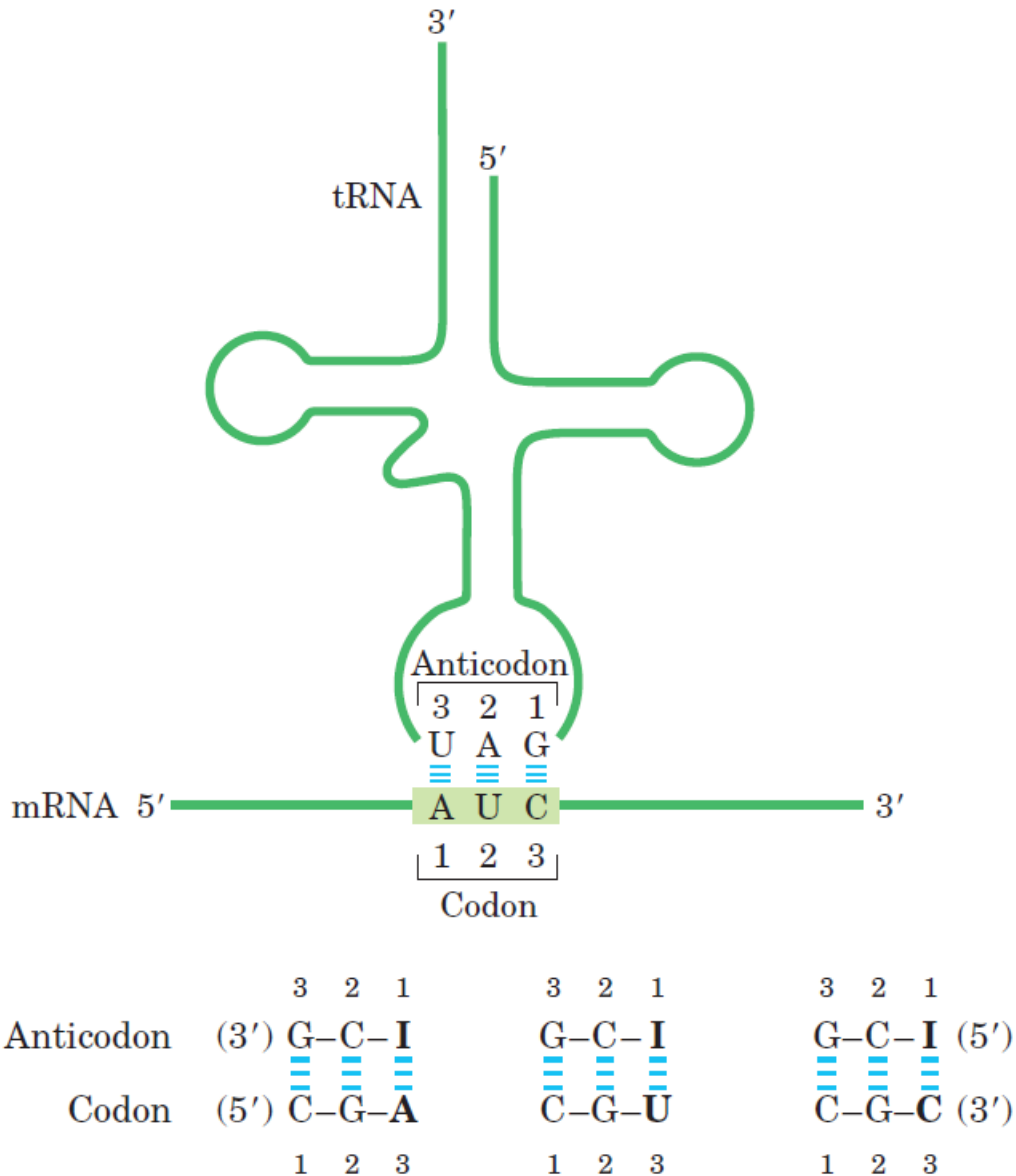 3′
5′
tRNA
Anticodon
3 2 1
U A G
mRNA 5′ A U C 3′
1 2 3
Codon
3 2 1 3 2 1 3 2 1
Anticodon (3′) G–C–I G–C–I G–C–I (5′)
Codon (5′) C–G–A C–G–U C–G–C (3′)
1 2 3 1 2 3 1 2 3